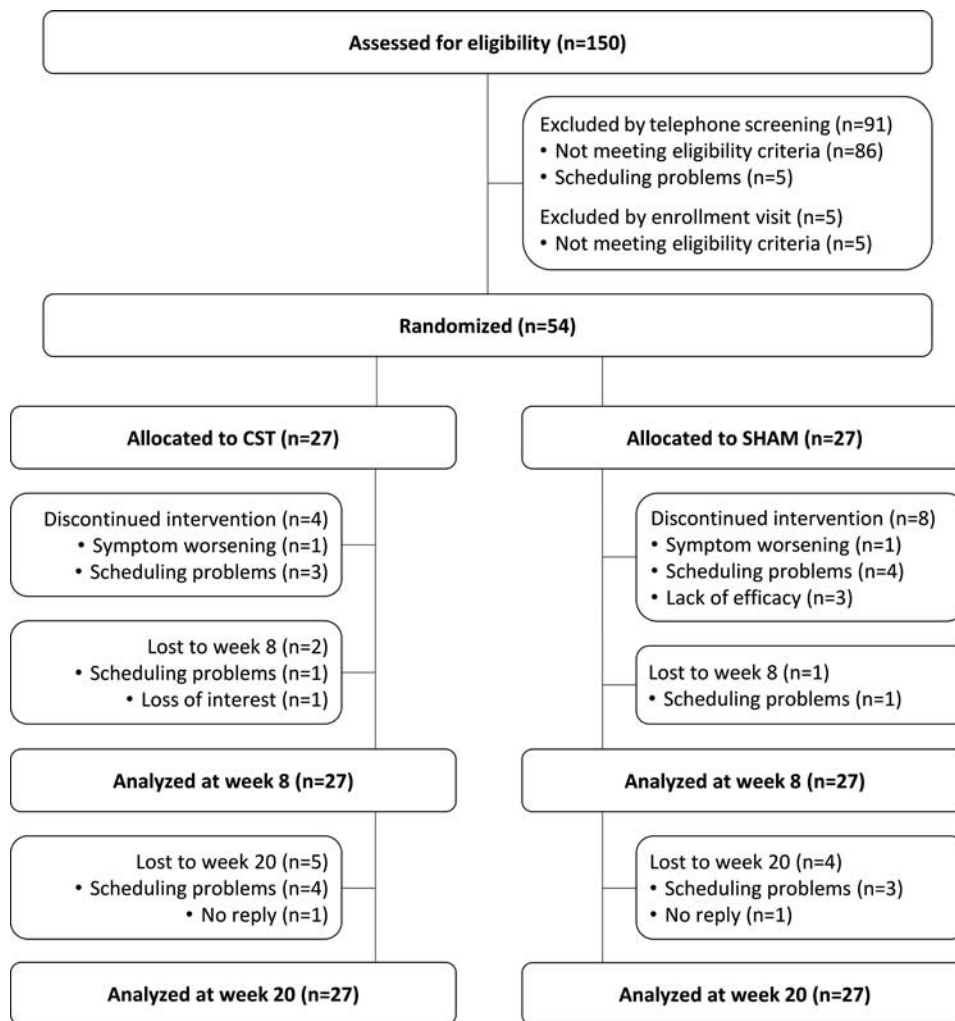 Assessed for eligibility (n=150)
Excluded by telephone screening (n=91)
• Not meeting eligibility criteria (n=86)
• Scheduling problems (n=5)
Excluded by enrollment visit (n=5)
• Not meeting eligibility criteria (n=5)
Randomized (n=54)
Allocated to CST (n=27)
Allocated to SHAM (n=27)
Discontinued intervention (n=4)
• Symptom worsening (n=1)
• Scheduling problems (n=3)
Discontinued intervention (n=8)
• Symptom worsening (n=1)
• Scheduling problems (n=4)
• Lack of efficacy (n=3)
Lost to week 8 (n=2)
• Scheduling problems (n=1)
• Loss of interest (n=1)
Lost to week 8 (n=1)
• Scheduling problems (n=1)
Analyzed at week 8 (n=27)
Analyzed at week 8 (n=27)
Lost to week 20 (n=5)
• Scheduling problems (n=4)
• No reply (n=1)
Lost to week 20 (n=4)
• Scheduling problems (n=3)
• No reply (n=1)
Analyzed at week 20 (n=27)
Analyzed at week 20 (n=27)